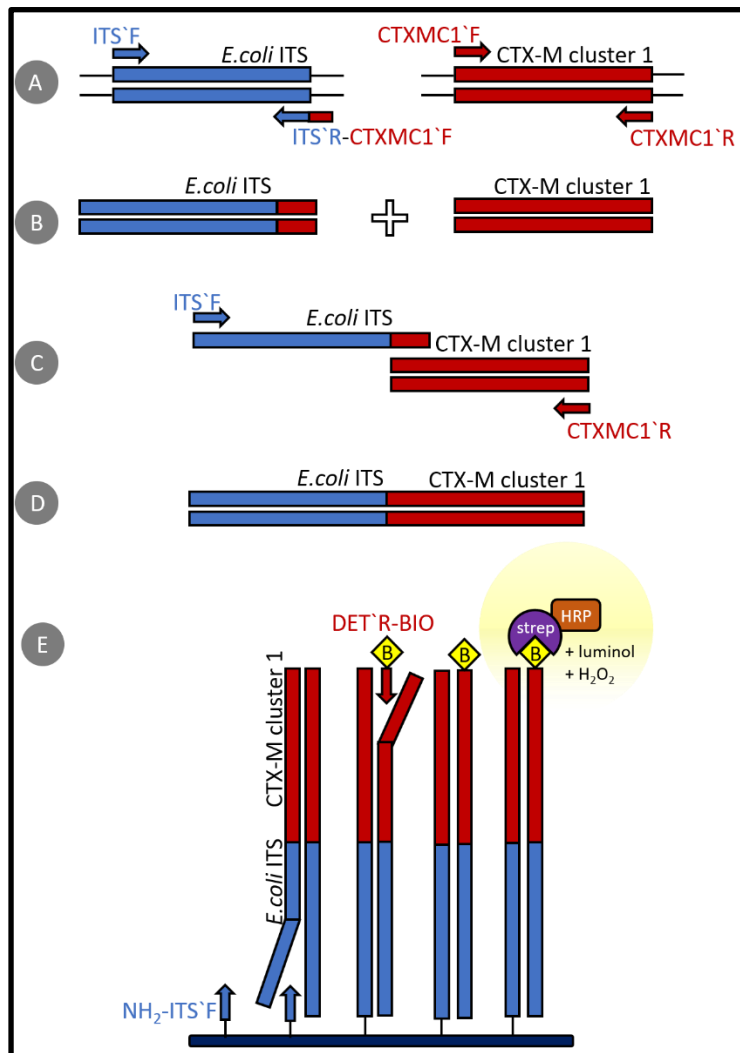 ITS`F
E.coli ITS
CTXMC1`F
CTX-M cluster 1
A
ITS`R-CTXMC1`F
CTXMC1`R
E.coli ITS
CTX-M cluster 1
B
ITS`F
E.coli ITS
CTX-M cluster 1
C
CTXMC1`R
E.coli ITS
CTX-M cluster 1
D
E
DET`R-BIO
B
B
B
strep
HRP
+ luminol
+ H₂O₂
CTX-M cluster 1
E.coli ITS
NH₂-ITS`F